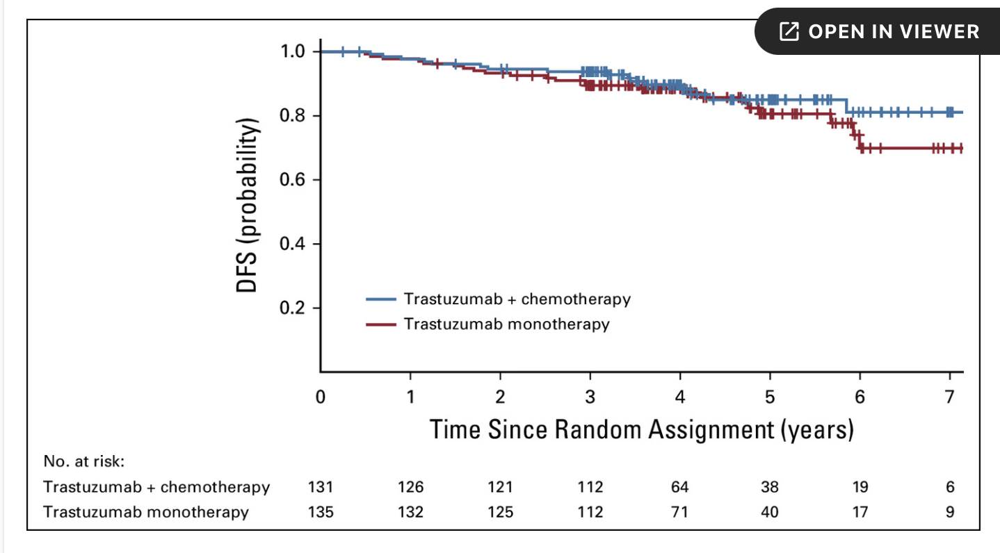 OPEN IN VIEWER
1.0
0.8
0.6
0.4
0.2
DFS (probability)
Trastuzumab + chemotherapy
Trastuzumab monotherapy
0 1 2 3 4 5 6 7
Time Since Random Assignment (years)
No. at risk:
Trastuzumab + chemotherapy 131 126 121 112 64 38 19 6
Trastuzumab monotherapy 135 132 125 112 71 40 17 9